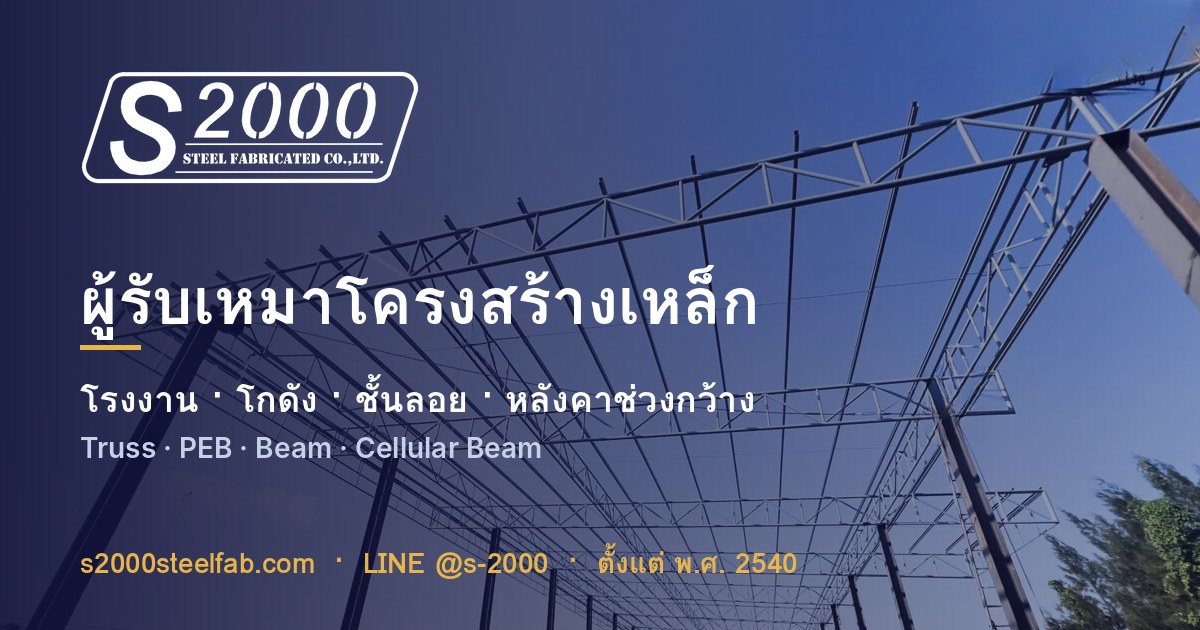 S2000
STEEL FABRICATED CO.,LTD.
ผู้รับเหมาโครงสร้างเหล็ก
โรงงาน · โกดัง · ชั้นลอย · หลังคาช่วงกว้าง
Truss · PEB · Beam · Cellular Beam
s2000steelfab.com · LINE @s-2000 · ตั้งแต่ พ.ศ. 2540